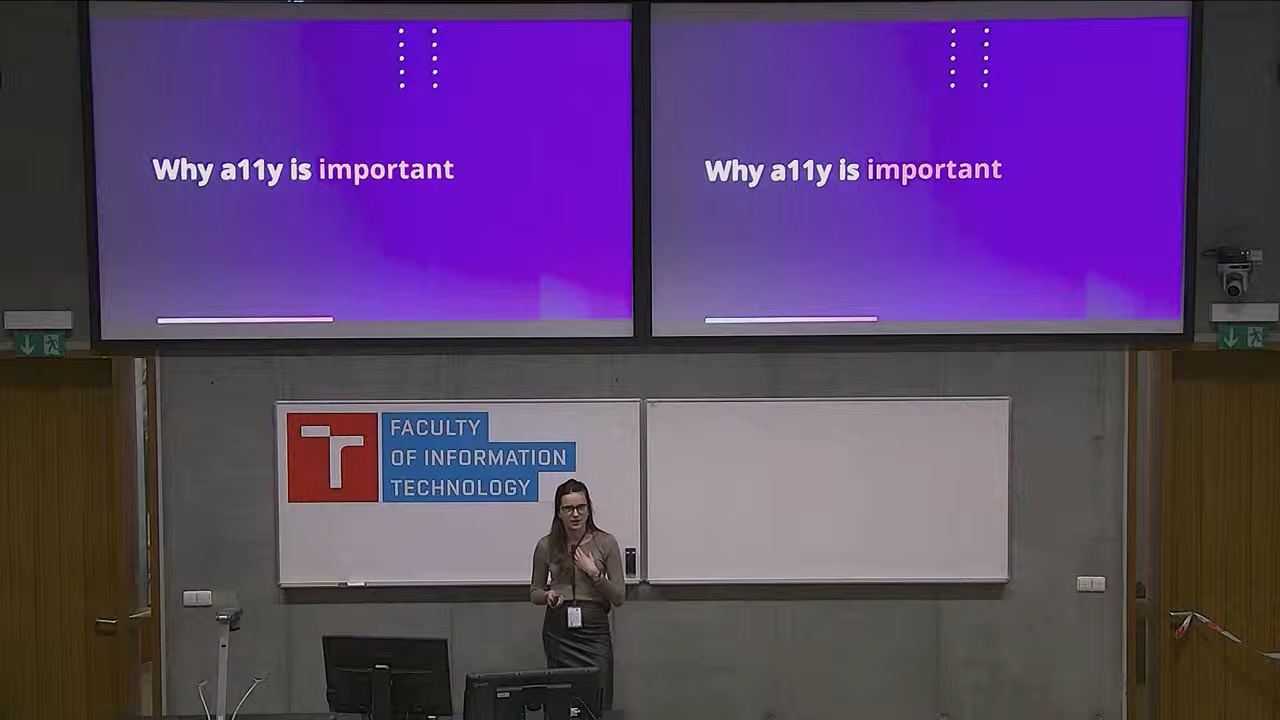 Why a11y is important
Why a11y is important
FACULTY
OF INFORMATION
TECHNOLOGY